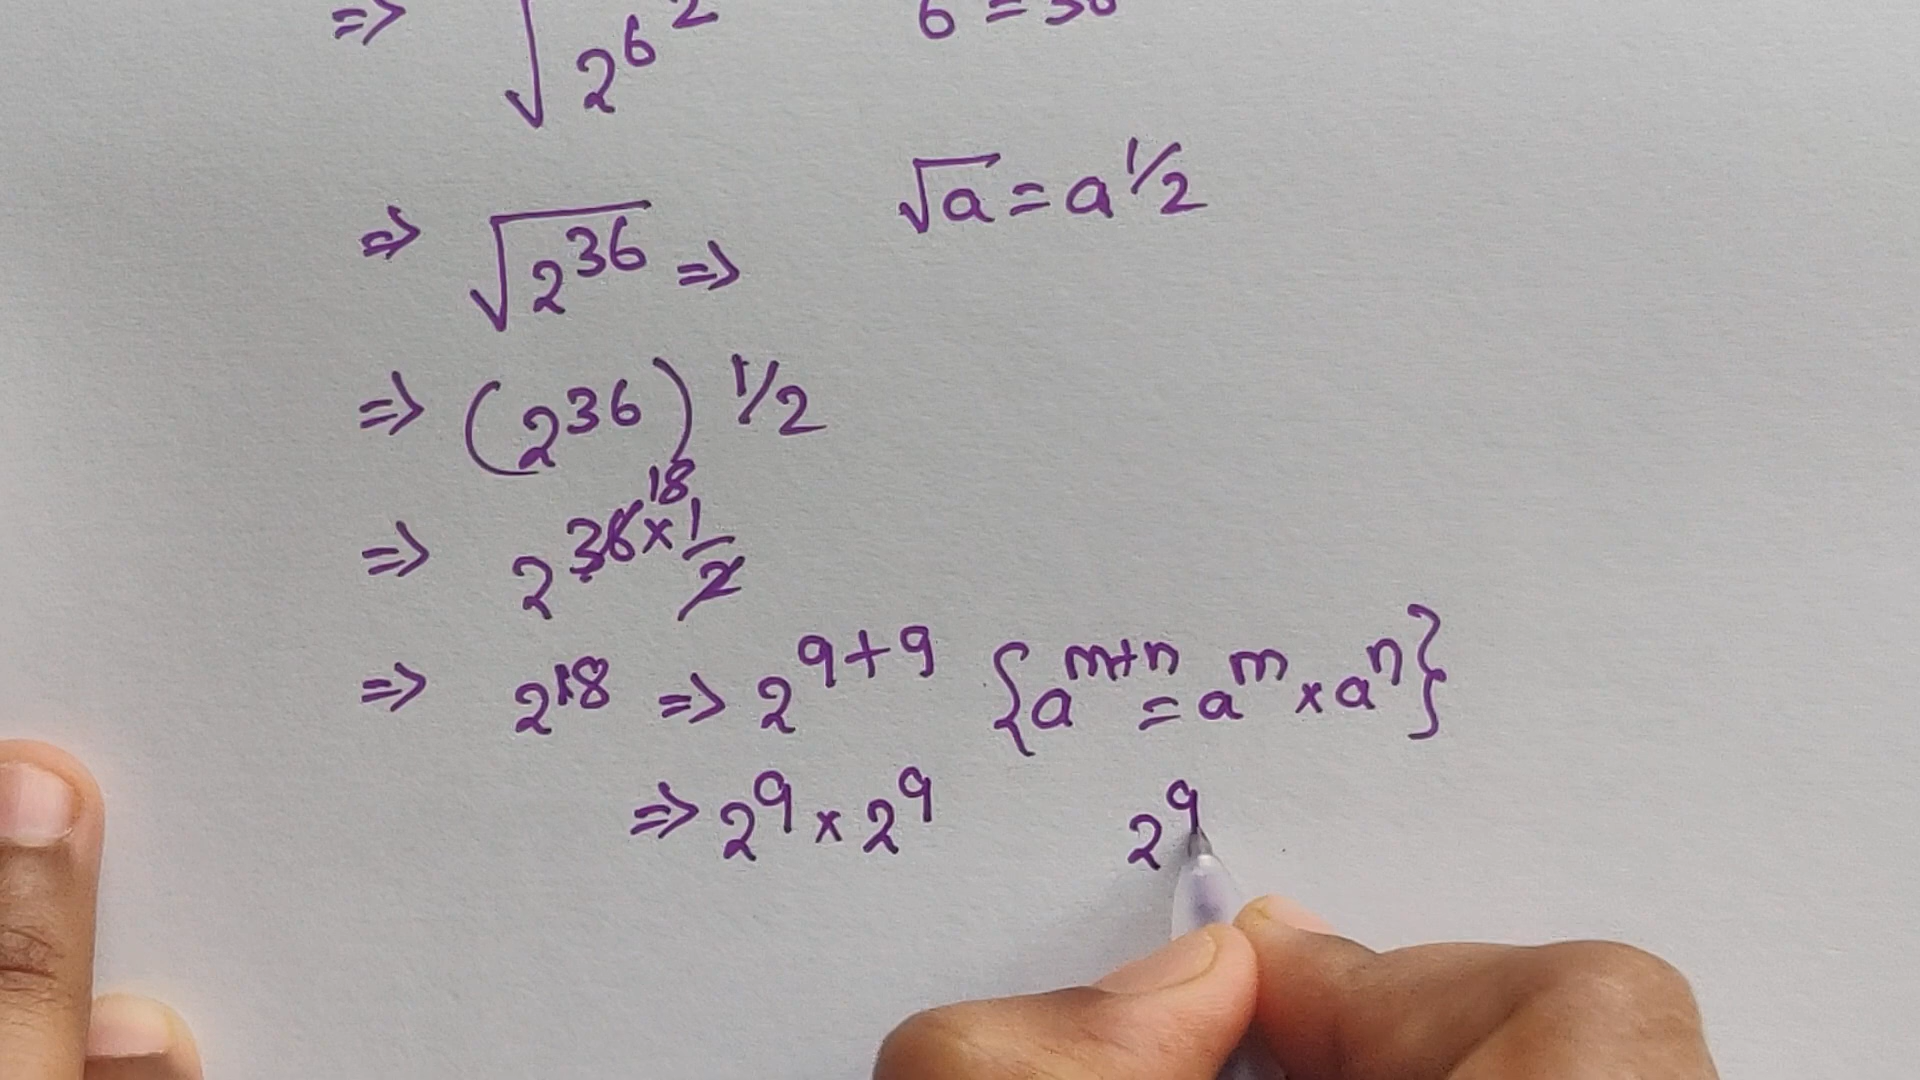 ⇒ √2^6^2 6 = 36
⇒ √2^36 ⇒ √a = a^1/2
⇒ (2^36)^1/2
⇒ 2^36×1/2 18
⇒ 2^18 ⇒ 2^9+9 {a^m+n = a^m × a^n}
⇒ 2^9 × 2^9 2^9